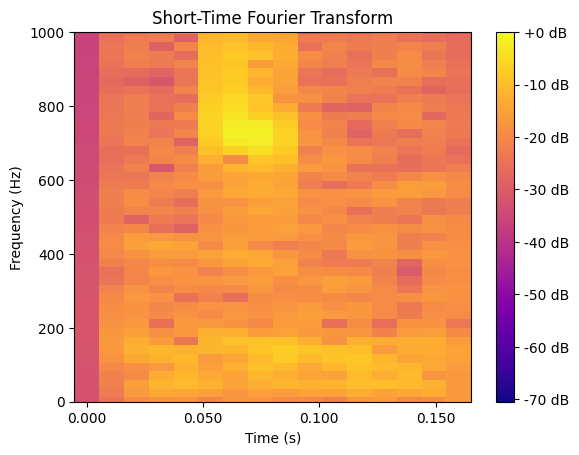 Short-Time Fourier Transform
1000
800
600
400
200
0
Frequency (Hz)
0.000
0.050
0.100
0.150
Time (s)
+0 dB
-10 dB
-20 dB
-30 dB
-40 dB
-50 dB
-60 dB
-70 dB